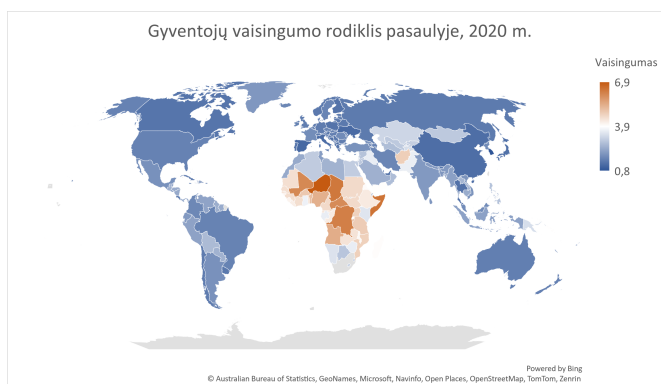 Gyventojų vaisingumo rodiklis pasaulyje, 2020 m.
Vaisingumas
6,9
3,9
0,8
Powered by Bing
© Australian Bureau of Statistics, GeoNames, Microsoft, Navinfo, Open Places, OpenStreetMap, TomTom, Zenrin